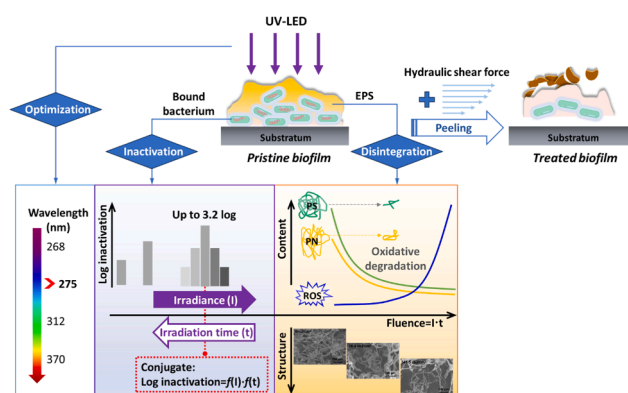 UV-LED
Optimization
Bound
bacterium
EPS
Hydraulic shear force
Inactivation
Substratum
Pristine biofilm
Disintegration
Peeling
Substratum
Treated biofilm
Wavelength
(nm)
268
275
312
370
Log inactivation
Up to 3.2 log
Irradiance (I)
Irradiation time (t)
Conjugate:
Log inactivation=f(I)·f(t)
Content
PS
PN
Oxidative
degradation
ROS
Fluence=I·t
Structure